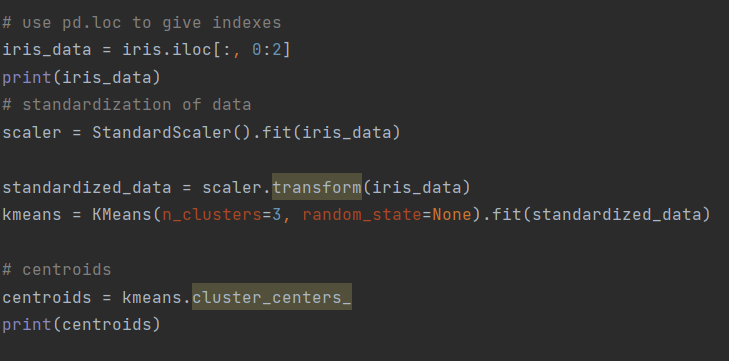 # use pd.loc to give indexes
iris_data = iris.iloc[:, 0:2]
print(iris_data)
# standardization of data
scaler = StandardScaler().fit(iris_data)
standardized_data = scaler.transform(iris_data)
kmeans = KMeans(n_clusters=3, random_state=None).fit(standardized_data)
# centroids
centroids = kmeans.cluster_centers_
print(centroids)